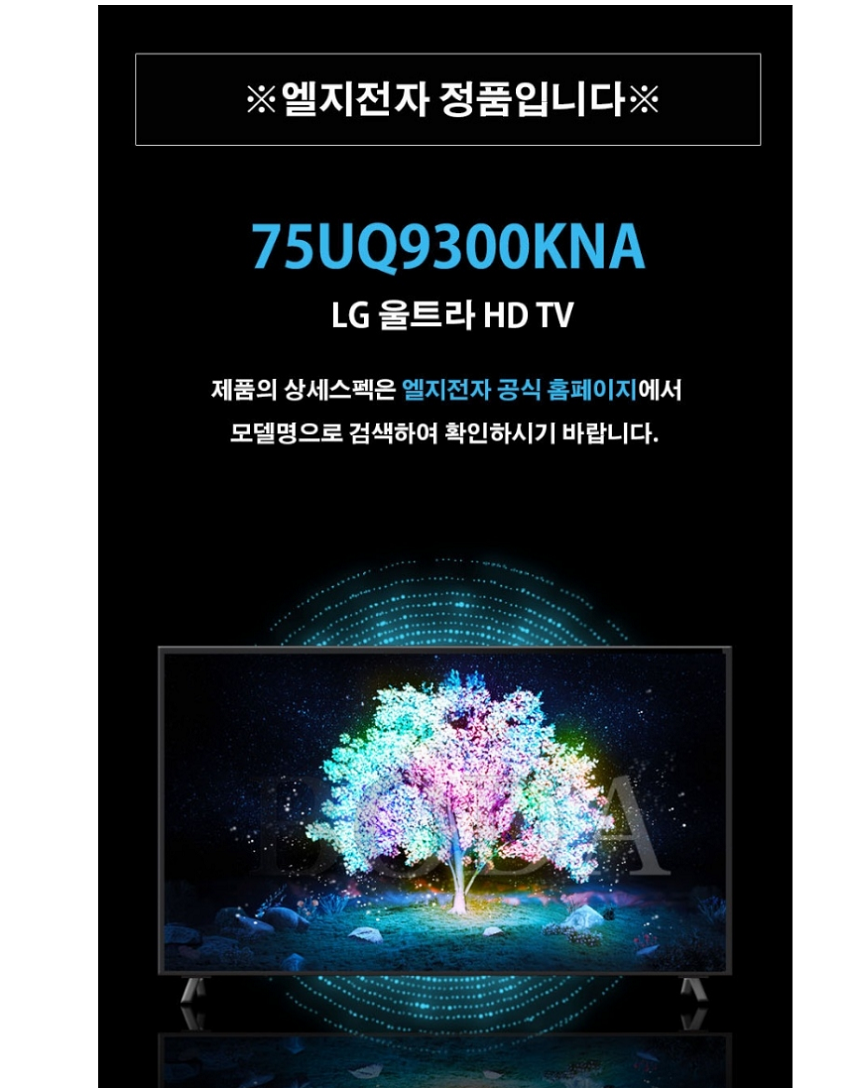 ※엘지전자 정품입니다※
75UQ9300KNA
LG 울트라 HD TV
제품의 상세스펙은 엘지전자 공식 홈페이지에서
모델명으로 검색하여 확인하시기 바랍니다.
BODA